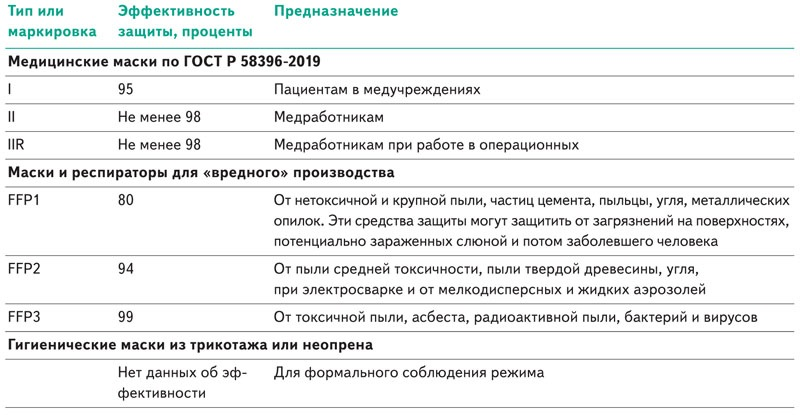 Тип или маркировка Эффективность защиты, проценты Предназначение
Медицинские маски по ГОСТ Р 58396-2019
I 95 Пациентам в медучреждениях
II Не менее 98 Медработникам
IIR Не менее 98 Медработникам при работе в операционных
Маски и респираторы для «вредного» производства
FFP1 80 От нетоксичной и крупной пыли, частиц цемента, пыльцы, угля, металлических
опилок. Эти средства защиты могут защитить от загрязнений на поверхностях,
потенциально зараженных слюной и потом заболевшего человека
FFP2 94 От пыли средней токсичности, пыли твердой древесины, угля,
при электросварке и от мелкодисперсных и жидких аэрозолей
FFP3 99 От токсичной пыли, асбеста, радиоактивной пыли, бактерий и вирусов
Гигиенические маски из трикотажа или неопрена
Нет данных об эф- Для формального соблюдения режима
фективности